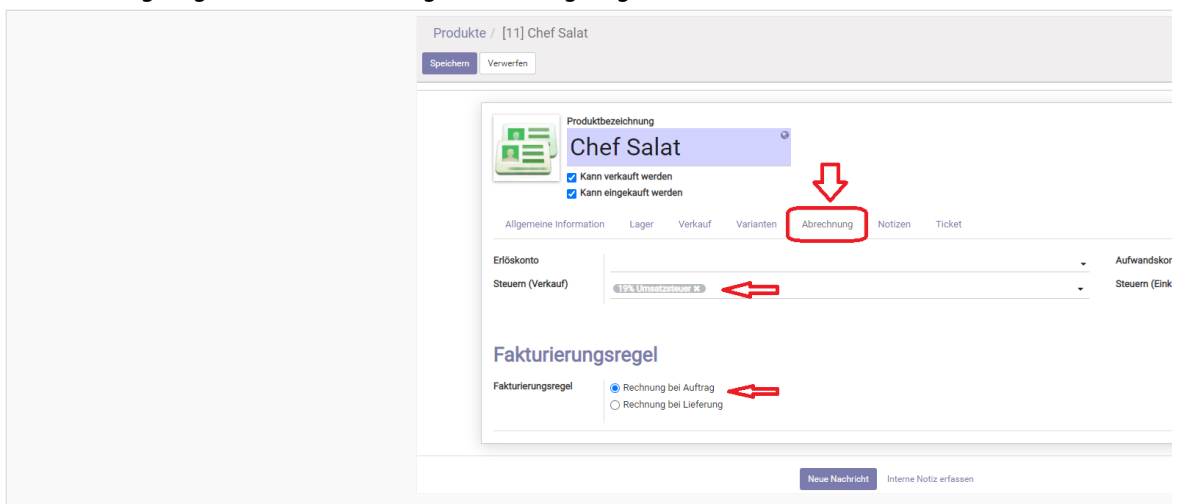 Produkte / [11] Chef Salat
Speichern Verwerfen
Produktbezeichnung
Chef Salat
Kann verkauft werden
Kann eingekauft werden
Allgemeine Information Lager Verkauf Varianten Abrechnung Notizen Ticket
Erlöskonto Aufwandskor
Steuern (Verkauf) 19% Umsatzsteuer x Steuern (Eink
Fakturierungsregel
Fakturierungsregel Rechnung bei Auftrag
Rechnung bei Lieferung
Neue Nachricht Interne Notiz erfassen